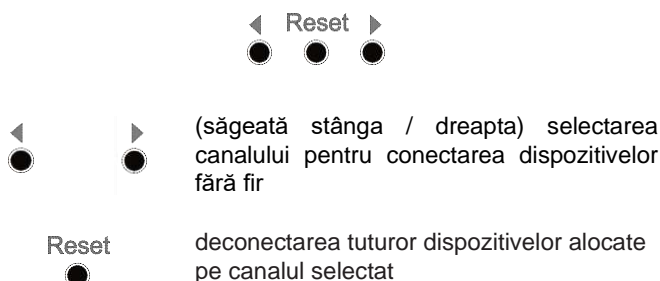 ◀ Reset ▶
◀ ▶
(săgeată stânga / dreapta) selectarea
canalului pentru conectarea dispozitivelor
fără fir
Reset
deconectarea tuturor dispozitivelor alocate
pe canalul selectat